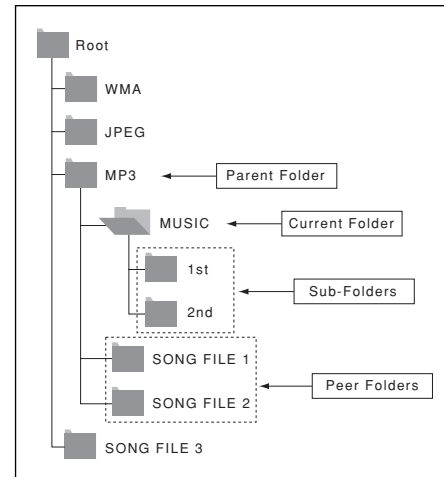 Root
WMA
JPEG
MP3 Parent Folder
MUSIC Current Folder
1st
Sub-Folders
2nd
SONG FILE 1
Peer Folders
SONG FILE 2
SONG FILE 3